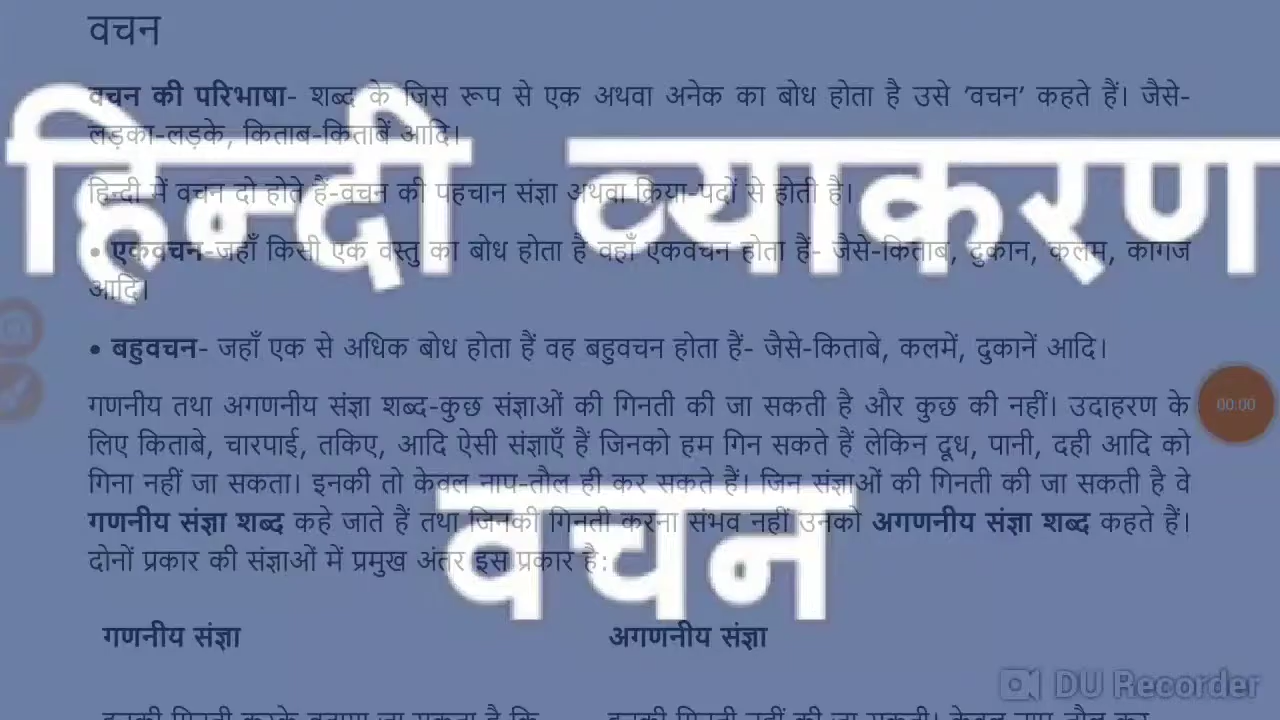 वचन
वचन की परिभाषा- शब्द के जिस रूप से एक अथवा अनेक का बोध होता है उसे ‘वचन’ कहते हैं। जैसे-
लड़का-लड़के, किताब-किताबें आदि।
हिन्दी व्याकरण
हिन्दी में वचन दो होते हैं-वचन की पहचान संज्ञा अथवा क्रिया-पदों से होती है।
• एकवचन-जहाँ किसी एक वस्तु का बोध होता है वहाँ एकवचन होता हैं- जैसे-किताब, दुकान, कलम, कागज
आदि।
• बहुवचन- जहाँ एक से अधिक बोध होता हैं वह बहुवचन होता हैं- जैसे-किताबे, कलमें, दुकानें आदि।
गणनीय तथा अगणनीय संज्ञा शब्द-कुछ संज्ञाओं की गिनती की जा सकती है और कुछ की नहीं। उदाहरण के
00:00
लिए किताबे, चारपाई, तकिए, आदि ऐसी संज्ञाएँ हैं जिनको हम गिन सकते हैं लेकिन दूध, पानी, दही आदि को
गिना नहीं जा सकता। इनकी तो केवल नाप-तौल ही कर सकते हैं। जिन संज्ञाओं की गिनती की जा सकती है वे
गणनीय संज्ञा शब्द कहे जाते हैं तथा जिनकी गिनती करना संभव नहीं उनको अगणनीय संज्ञा शब्द कहते हैं।
वचन
दोनों प्रकार की संज्ञाओं में प्रमुख अंतर इस प्रकार है:
गणनीय संज्ञा अगणनीय संज्ञा
DU Recorder